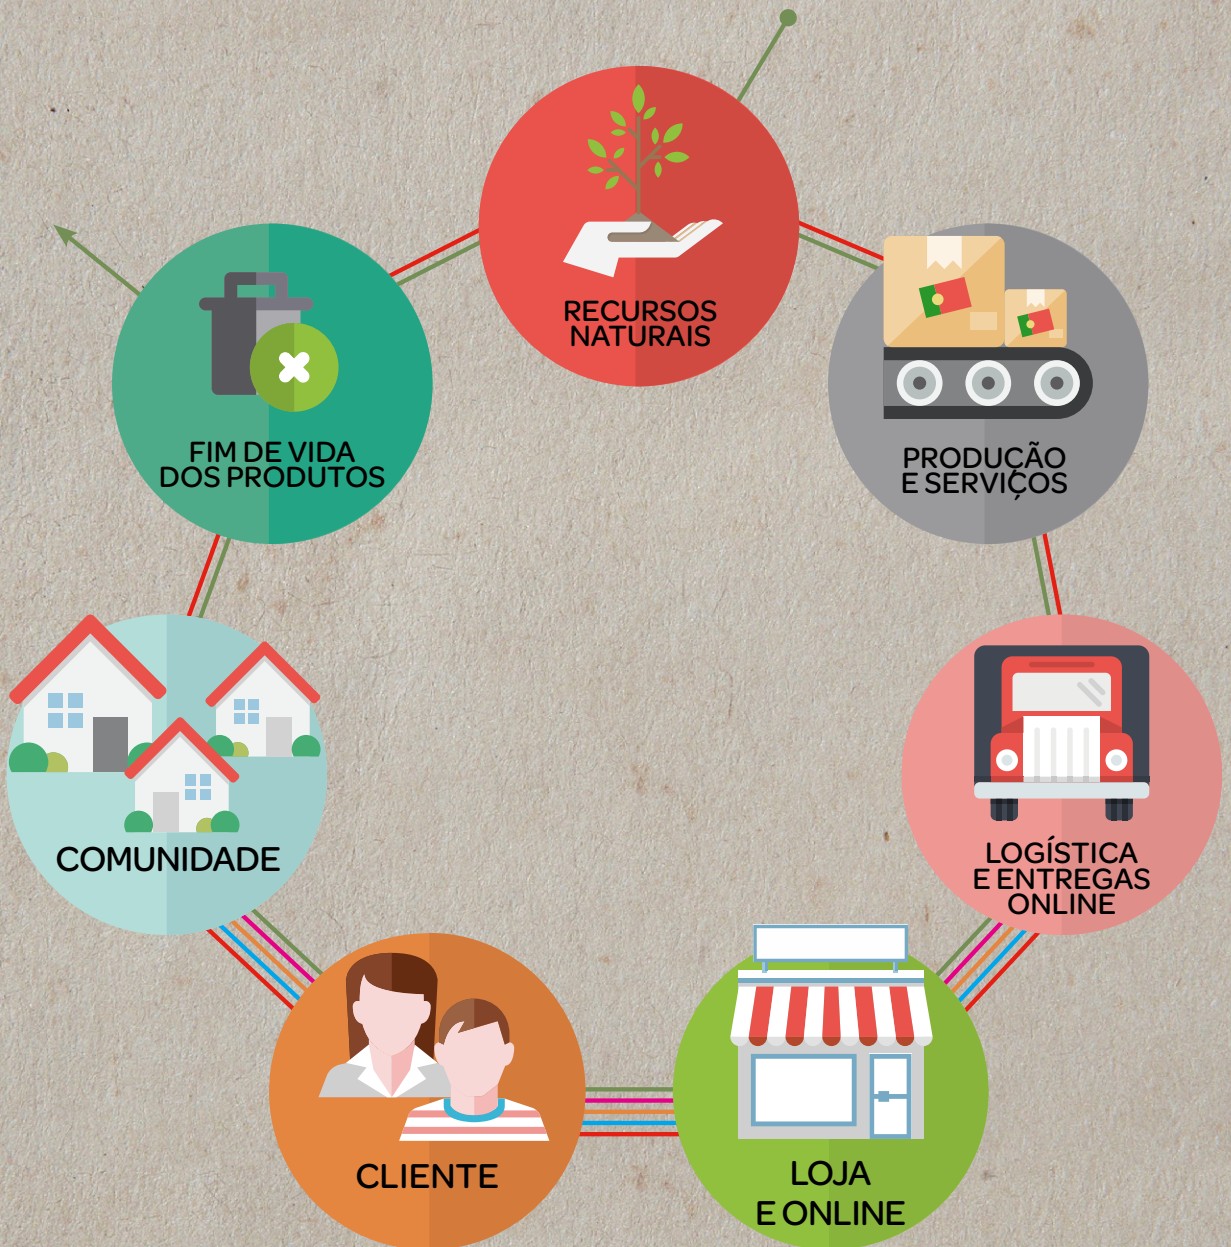 RECURSOS
NATURAIS
PRODUÇÃO
E SERVIÇOS
LOGÍSTICA
E ENTREGAS
ONLINE
LOJA
E ONLINE
CLIENTE
COMUNIDADE
FIM DE VIDA
DOS PRODUTOS